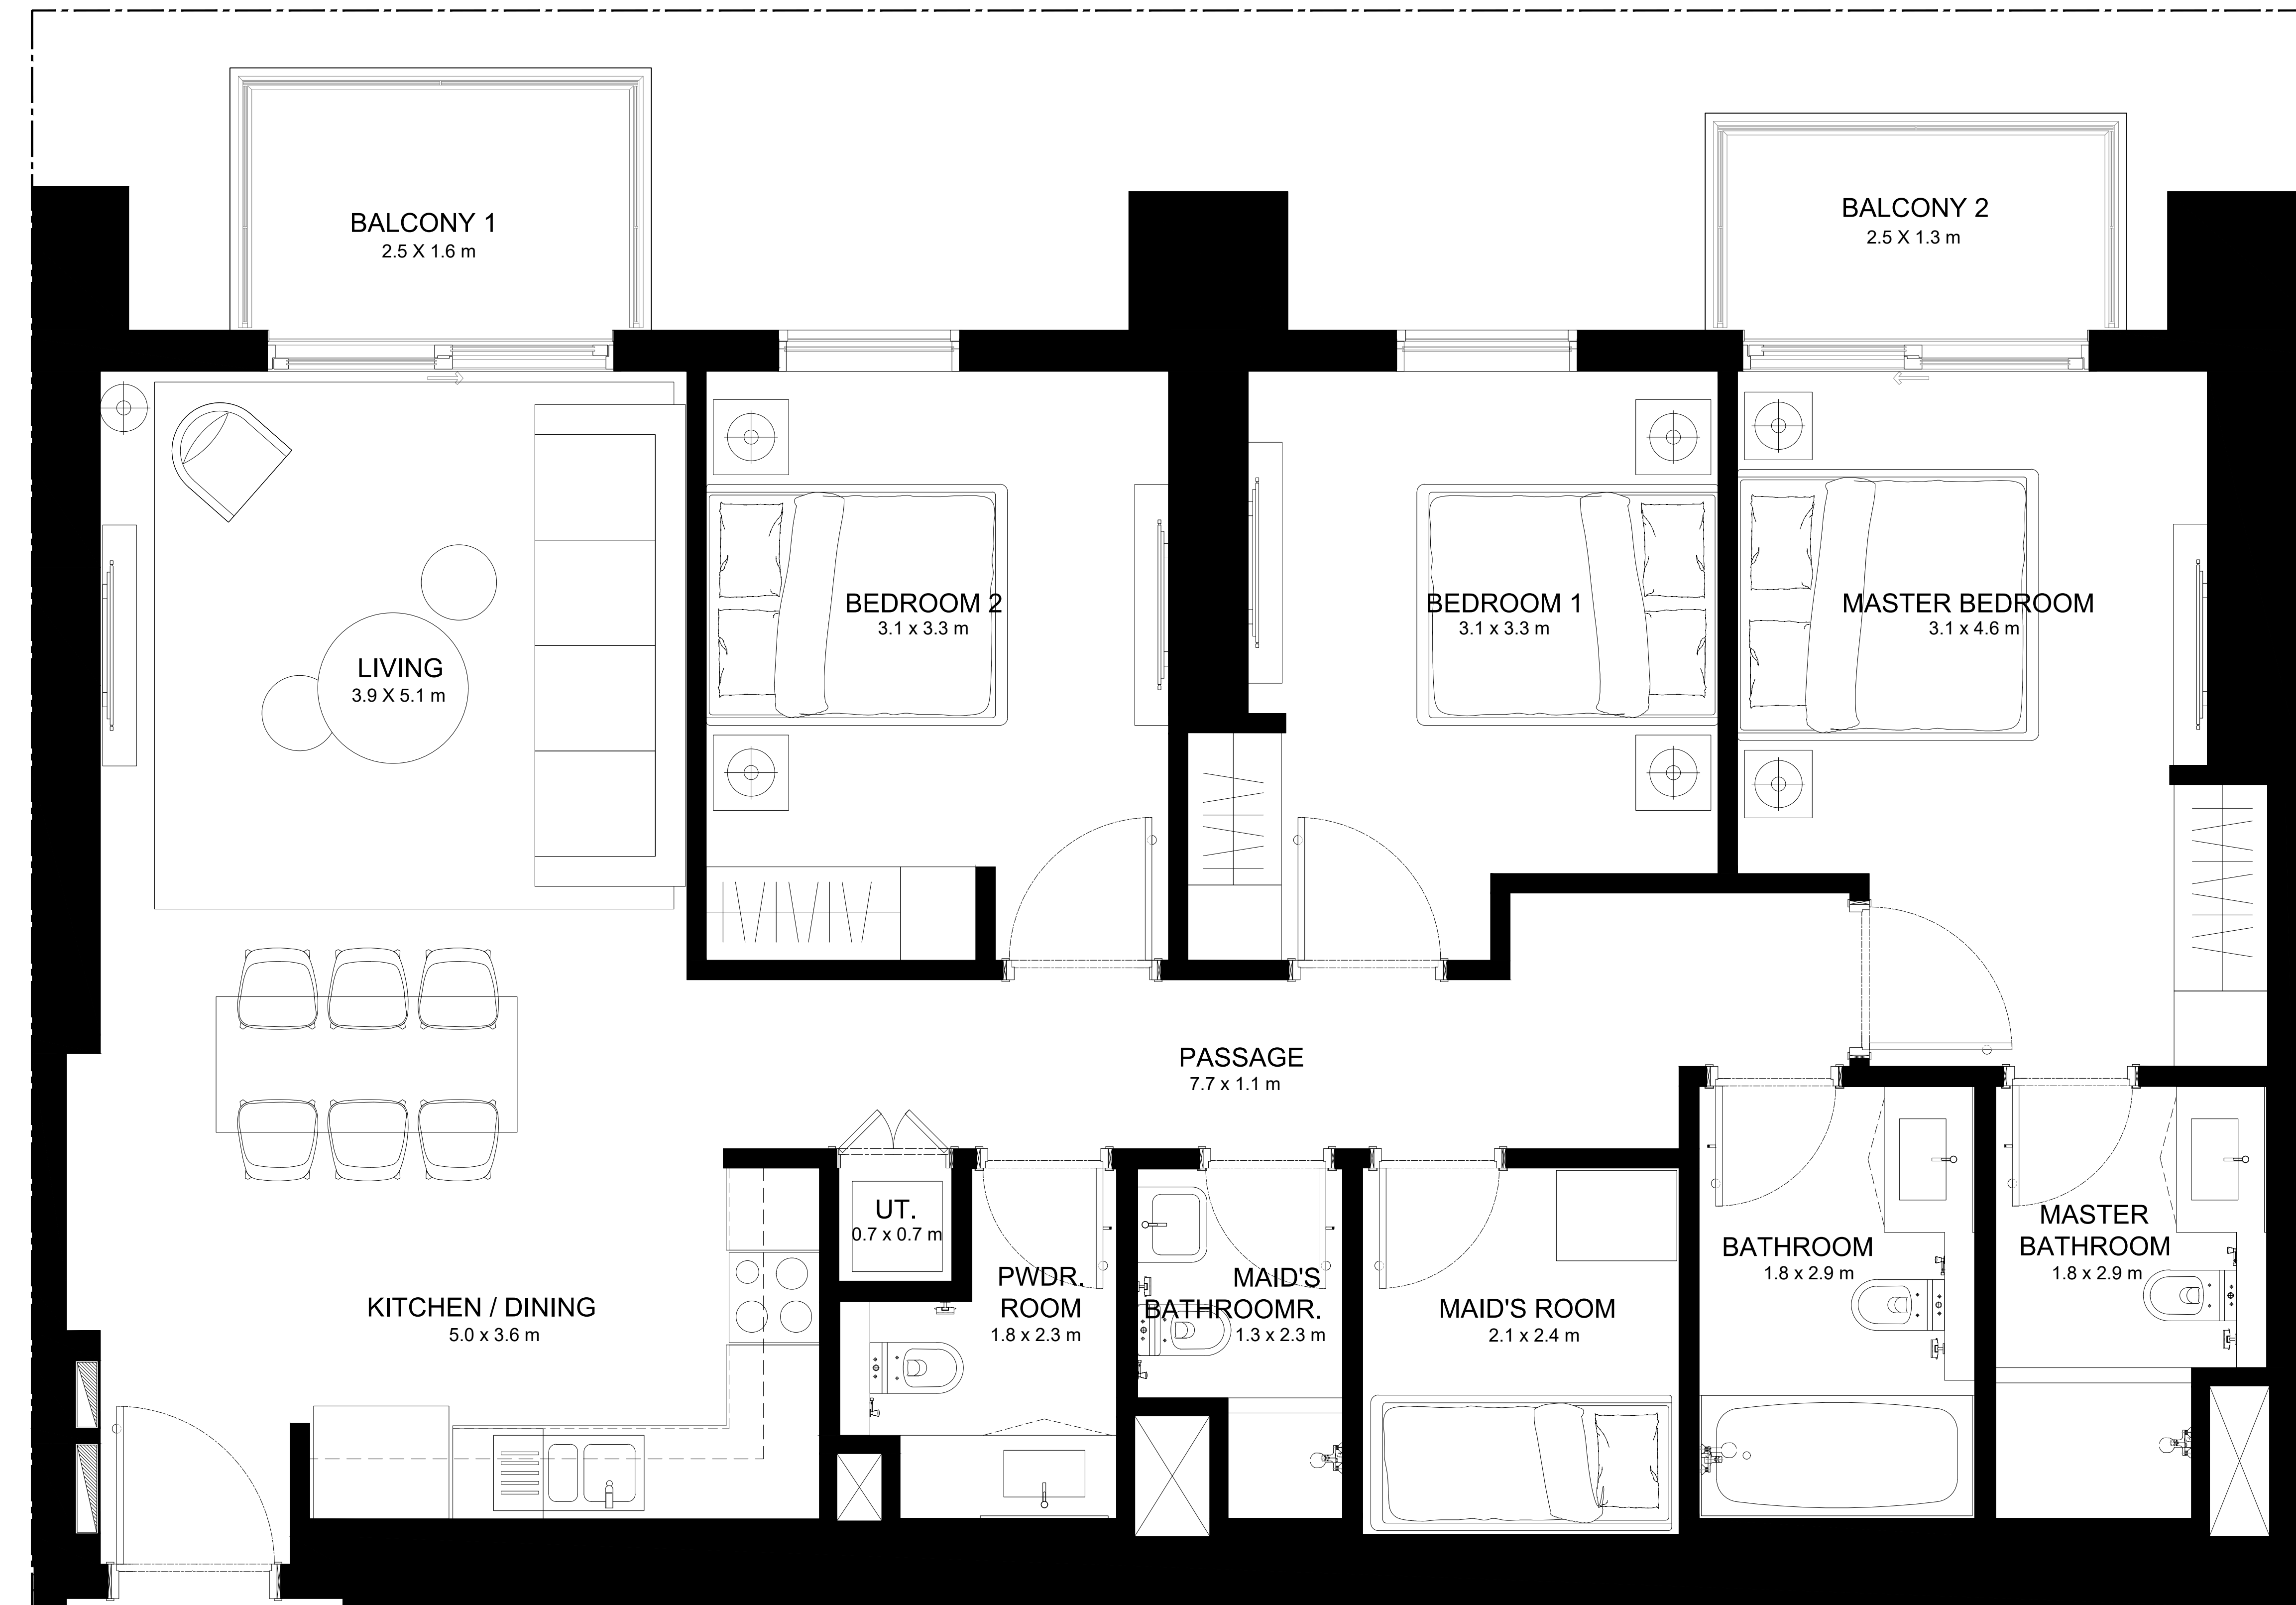 BALCONY 1
2.5 X 1.6 m
BALCONY 2
2.5 X 1.3 m
BEDROOM 2
3.1 x 3.3 m
BEDROOM 1
3.1 x 3.3 m
MASTER BEDROOM
3.1 x 4.6 m
LIVING
3.9 X 5.1 m
PASSAGE
7.7 x 1.1 m
UT.
0.7 x 0.7 m
KITCHEN / DINING
5.0 x 3.6 m
PWDR.
ROOM
1.8 x 2.3 m
MAID'S
BATHROOMR.
1.3 x 2.3 m
MAID'S ROOM
2.1 x 2.4 m
BATHROOM
1.8 x 2.9 m
MASTER
BATHROOM
1.8 x 2.9 m